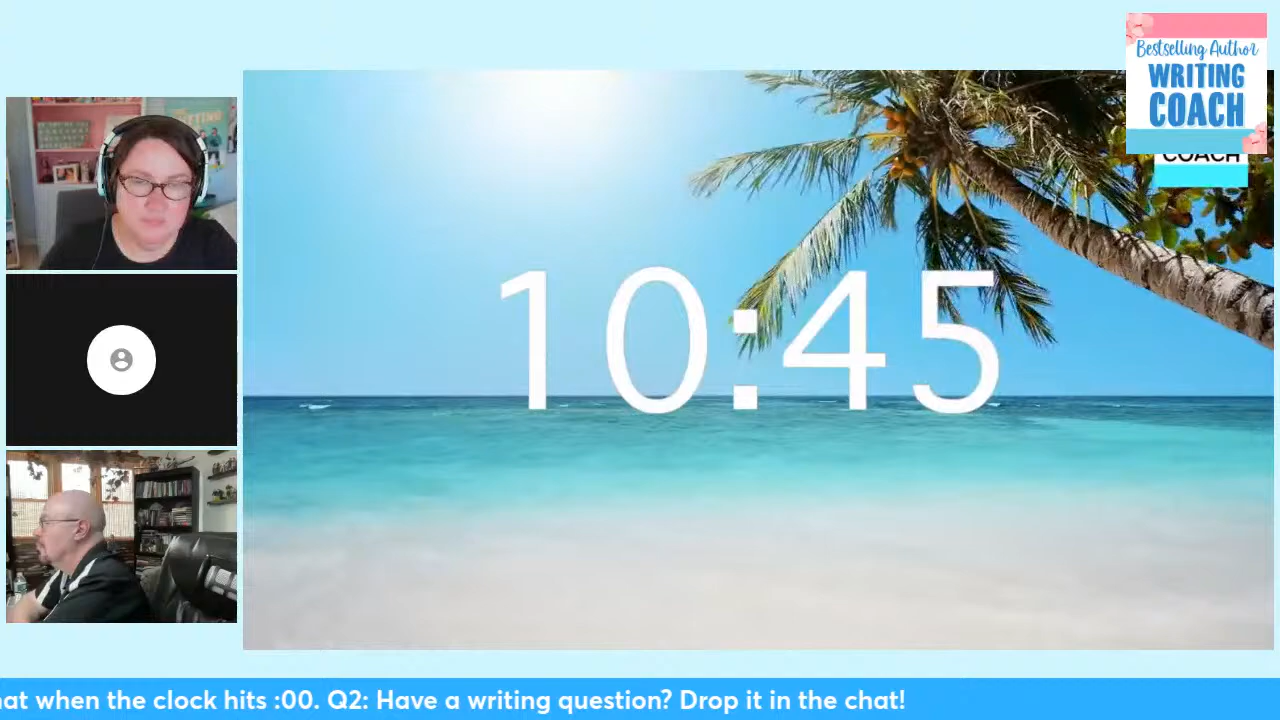 Bestselling Author
WRITING
COACH
COACH
10:45
when the clock hits :00. Q2: Have a writing question? Drop it in the chat!